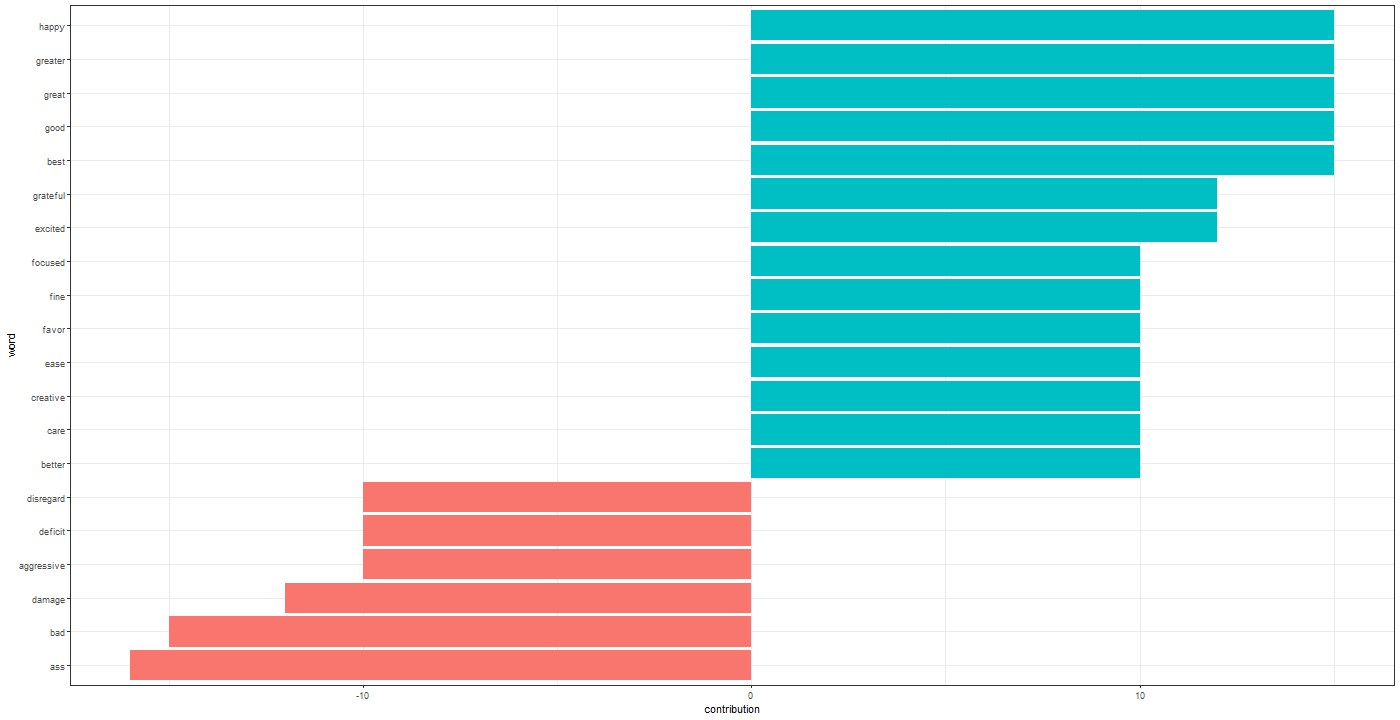 happy
greater
great
good
best
grateful
excited
focused
fine
favor
ease
creative
care
better
disregard
deficit
aggressive
damage
bad
ass
word
-10 0 10
contribution